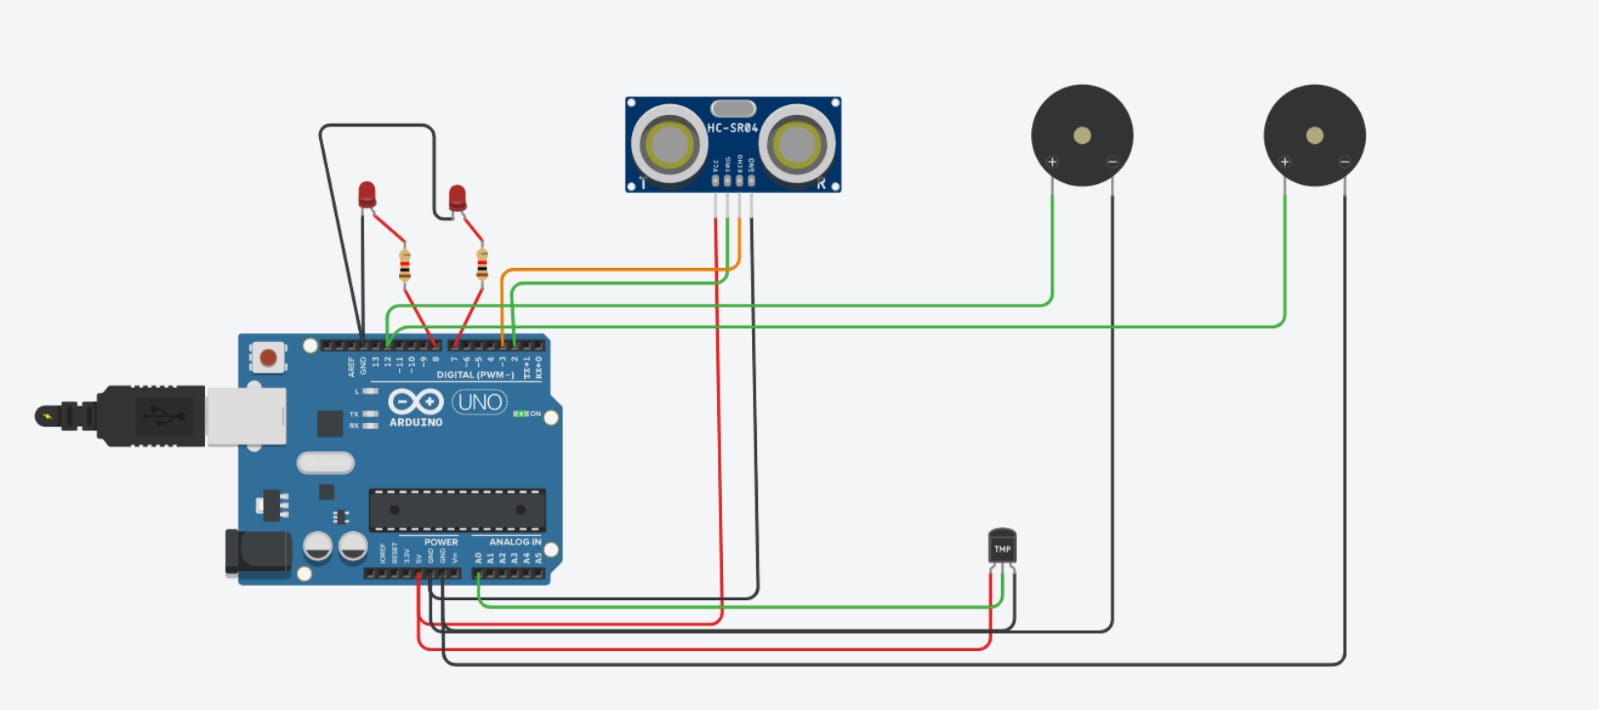 HC-SR04
VCC
TRIG
ECHO
GND
T
R
+
−
+
−
AREF
GND
13
12
~11
~10
~9
8
7
~6
~5
4
~3
2
TX→1
RX←0
DIGITAL (PWM~)
L
TX
RX
UNO
ON
ARDUINO
POWER
ANALOG IN
IOREF
RESET
3.3V
5V
GND
GND
Vin
A0
A1
A2
A3
A4
A5
TMP